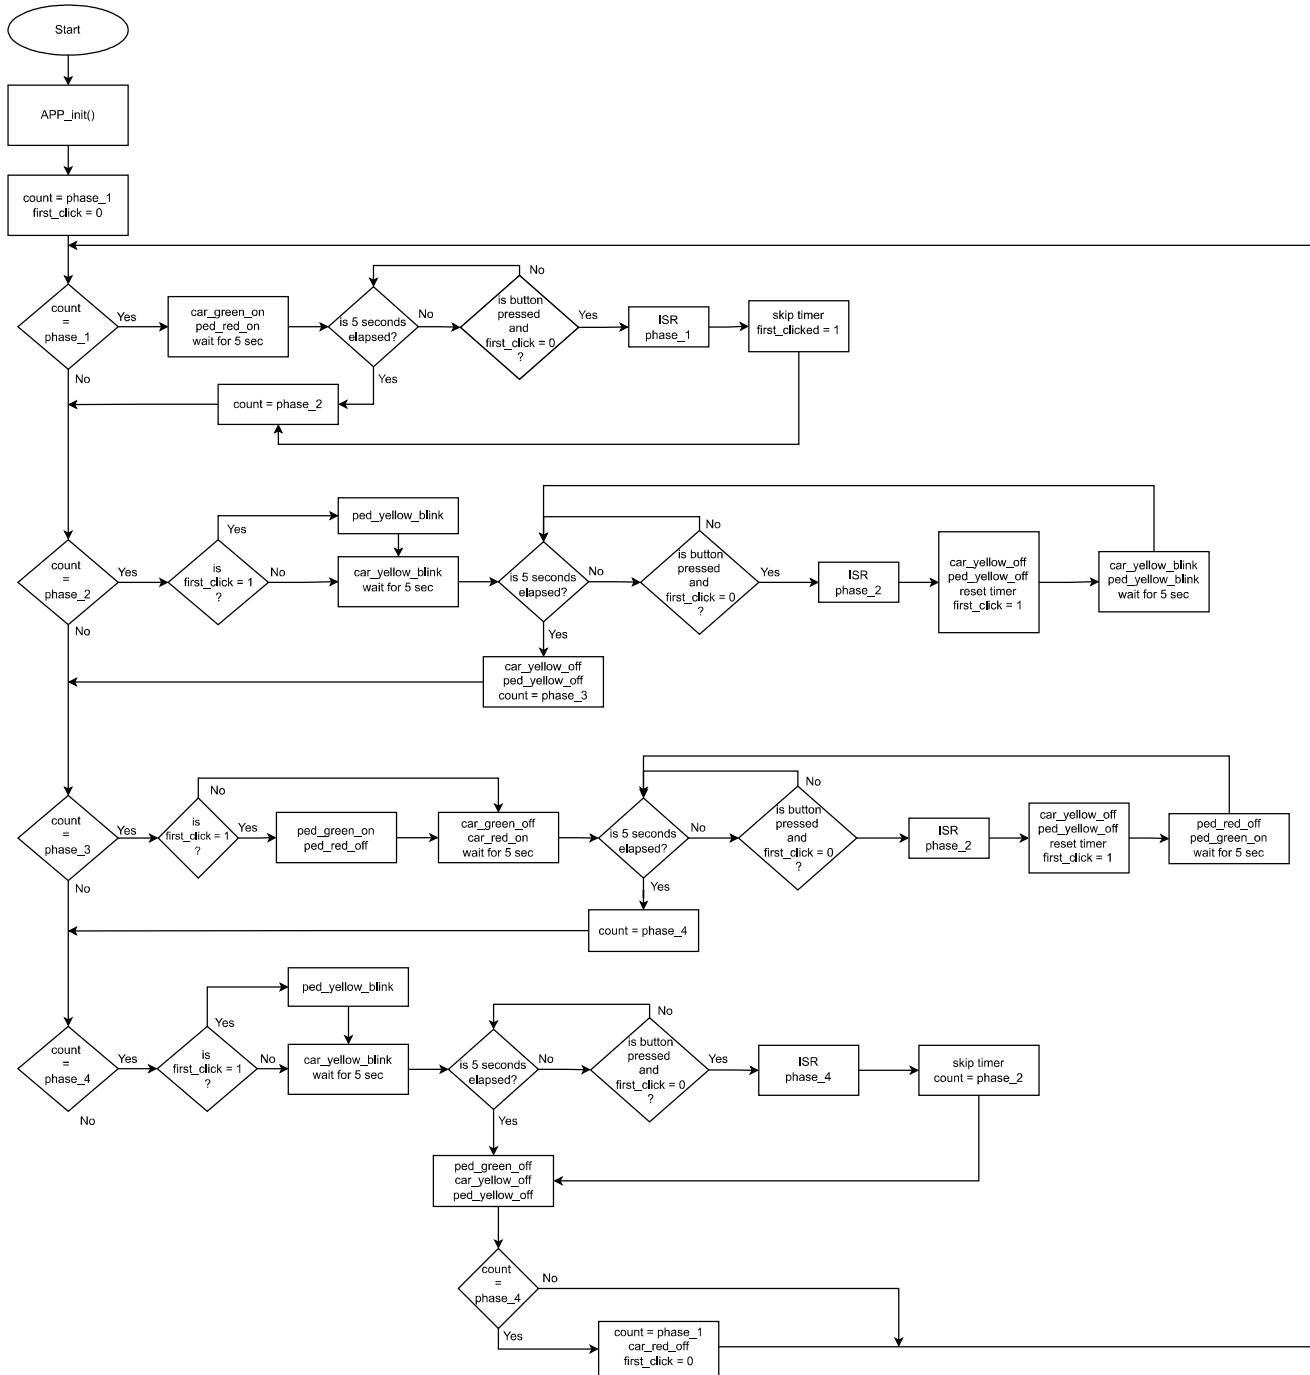 Start
APP_init()
count = phase_1
first_click = 0
count
=
phase_1
Yes
No
car_green_on
ped_red_on
wait for 5 sec
is 5 seconds
elapsed?
No
Yes
is button
pressed
and
first_click = 0
?
No
Yes
ISR
phase_1
skip timer
first_clicked = 1
count = phase_2
count
=
phase_2
Yes
No
is
first_click = 1
?
Yes
No
ped_yellow_blink
car_yellow_blink
wait for 5 sec
is 5 seconds
elapsed?
No
Yes
is button
pressed
and
first_click = 0
?
No
Yes
ISR
phase_2
car_yellow_off
ped_yellow_off
reset timer
first_click = 1
car_yellow_blink
ped_yellow_blink
wait for 5 sec
car_yellow_off
ped_yellow_off
count = phase_3
count
=
phase_3
Yes
No
is
first_click = 1
?
No
Yes
ped_green_on
ped_red_off
car_green_off
car_red_on
wait for 5 sec
is 5 seconds
elapsed?
No
Yes
is button
pressed
and
first_click = 0
?
No
Yes
ISR
phase_2
car_yellow_off
ped_yellow_off
reset timer
first_click = 1
ped_red_off
ped_green_on
wait for 5 sec
count = phase_4
count
=
phase_4
Yes
No
is
first_click = 1
?
Yes
No
ped_yellow_blink
car_yellow_blink
wait for 5 sec
is 5 seconds
elapsed?
No
Yes
is button
pressed
and
first_click = 0
?
No
Yes
ISR
phase_4
skip timer
count = phase_2
ped_green_off
car_yellow_off
ped_yellow_off
count
=
phase_4
No
Yes
count = phase_1
car_red_off
first_click = 0